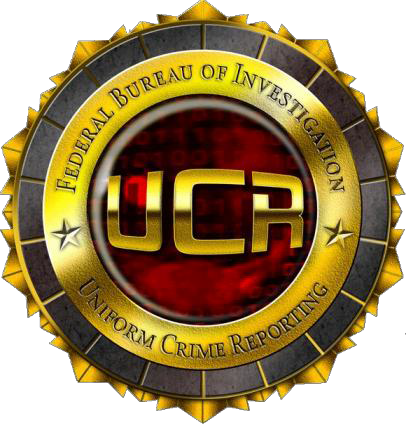 Federal Bureau of Investigation
UCR
Uniform Crime Reporting